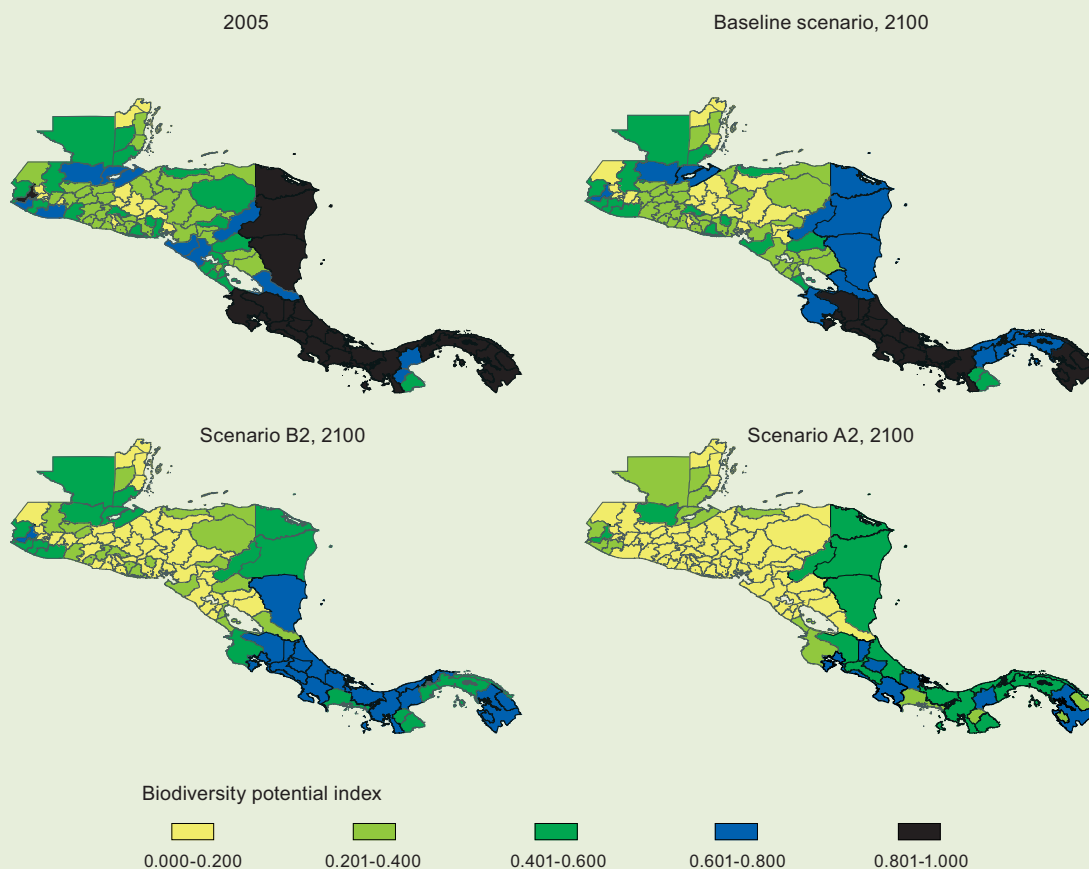 2005
Baseline scenario, 2100
Scenario B2, 2100
Scenario A2, 2100
Biodiversity potential index
0.000-0.200
0.201-0.400
0.401-0.600
0.601-0.800
0.801-1.000